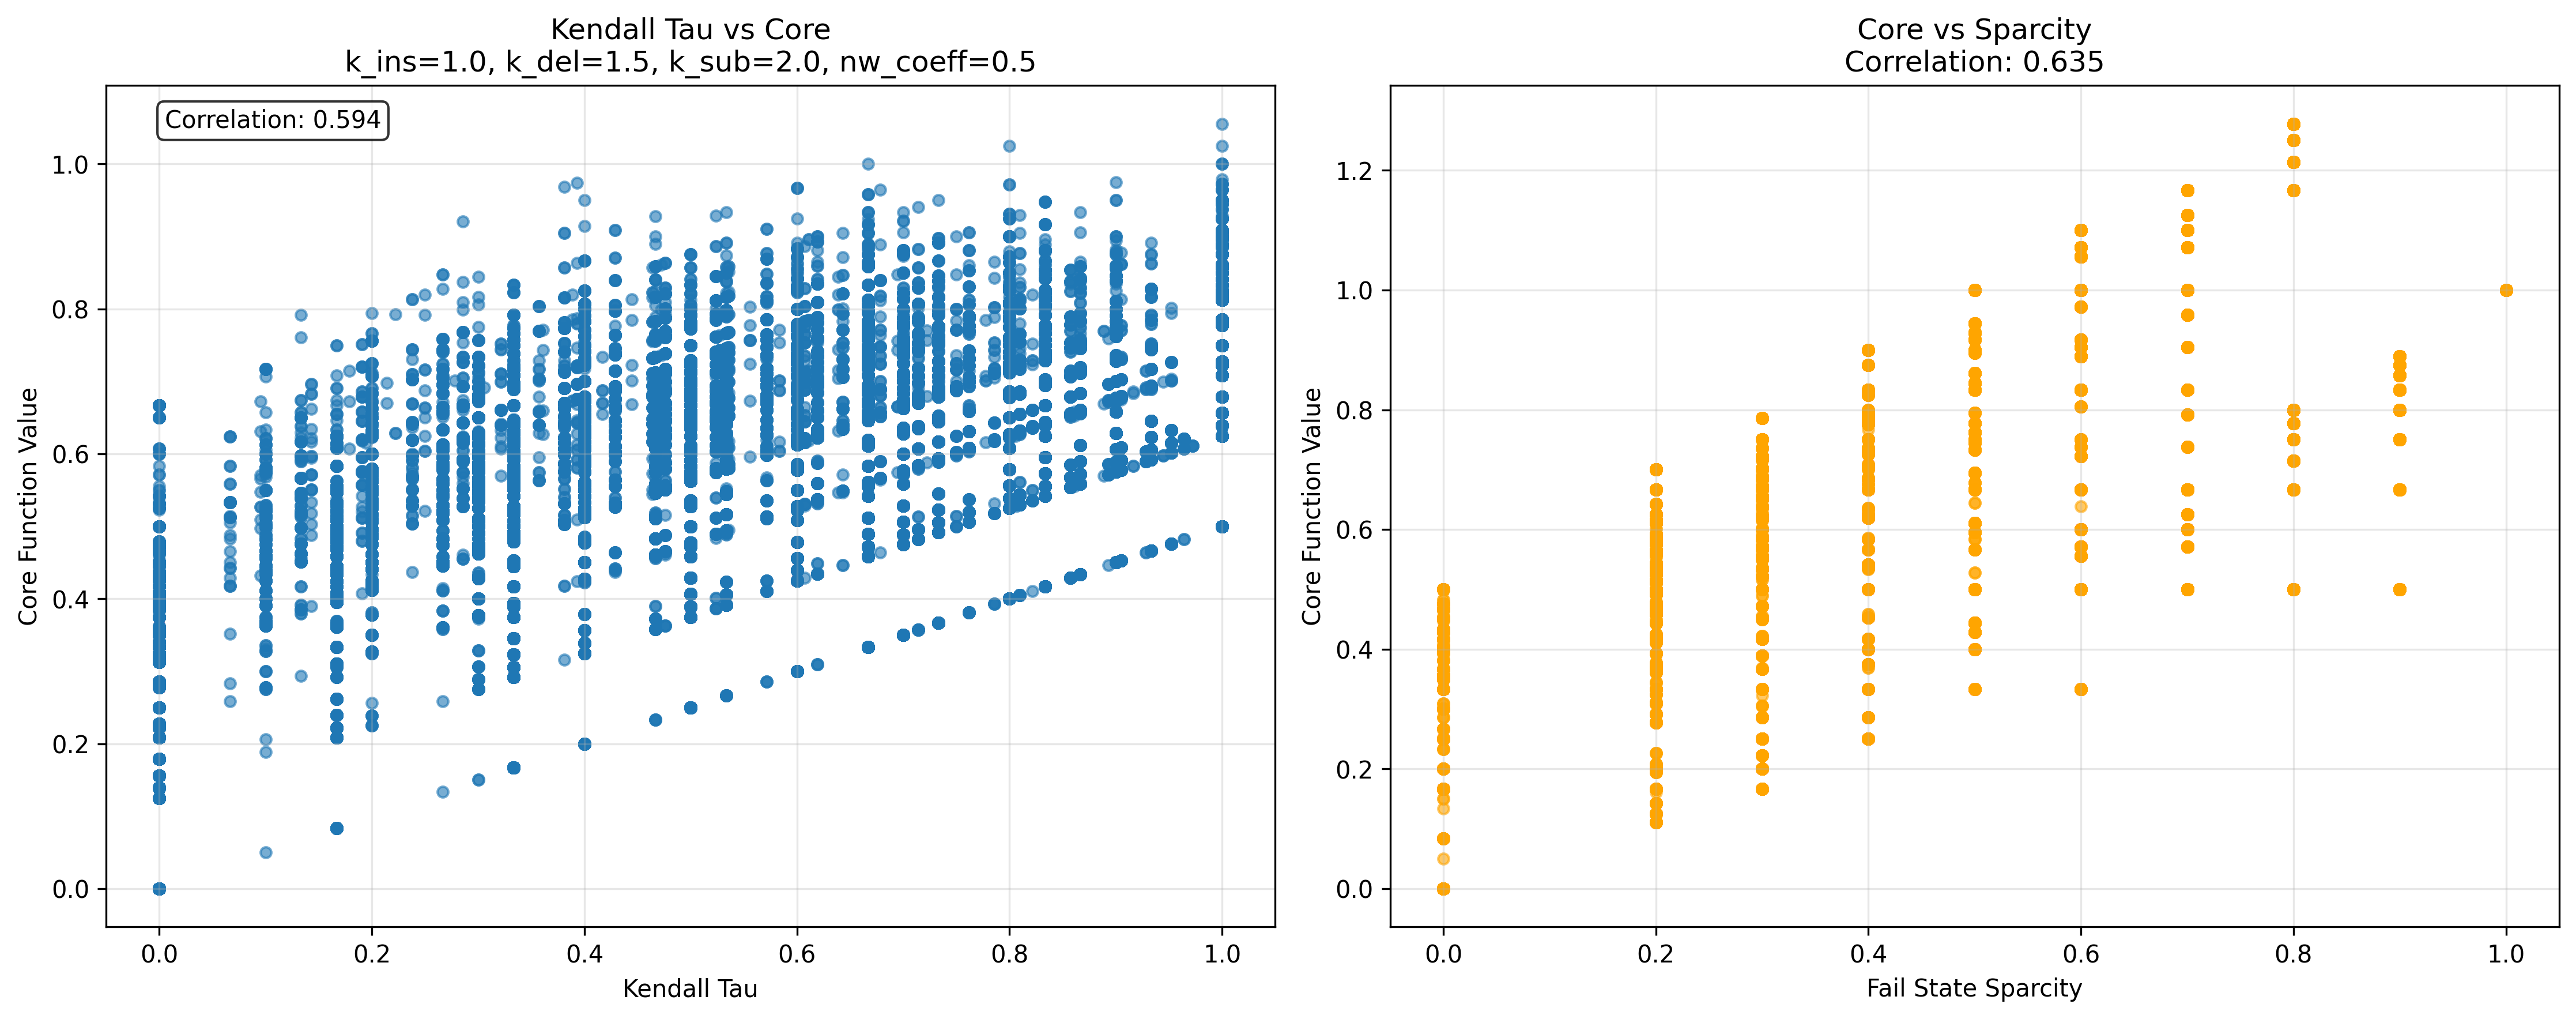 Kendall Tau vs Core
k_ins=1.0, k_del=1.5, k_sub=2.0, nw_coeff=0.5
Correlation: 0.594
Core Function Value
1.0
0.8
0.6
0.4
0.2
0.0
0.0 0.2 0.4 0.6 0.8 1.0
Kendall Tau
Core vs Sparcity
Correlation: 0.635
Core Function Value
1.2
1.0
0.8
0.6
0.4
0.2
0.0
0.0 0.2 0.4 0.6 0.8 1.0
Fail State Sparcity